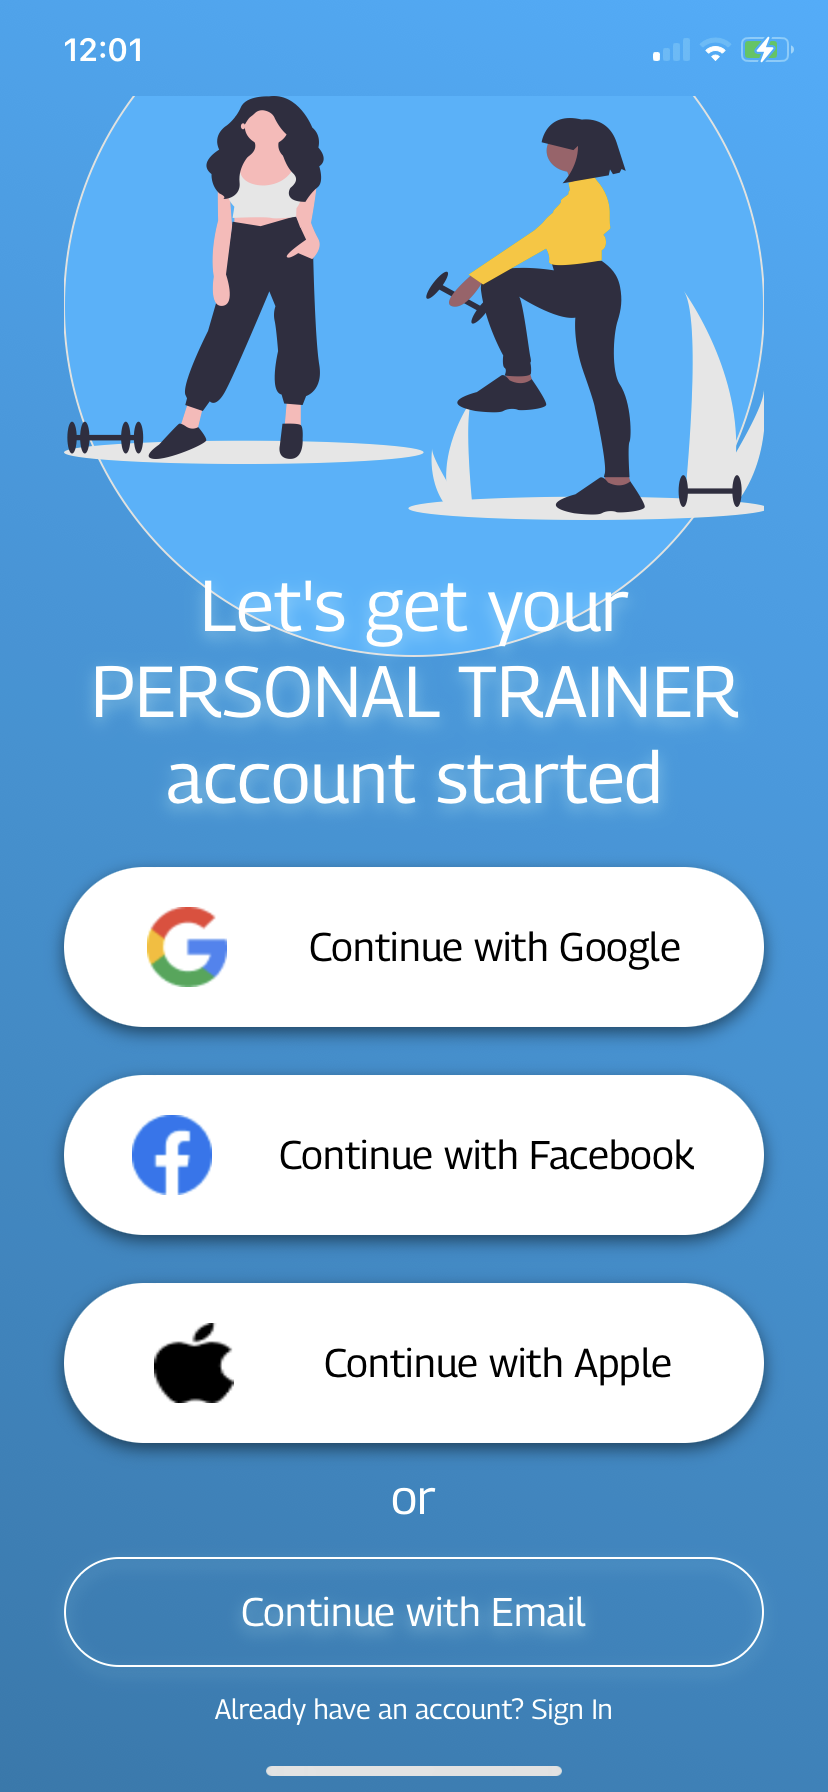 12:01
Let's get your
PERSONAL TRAINER
account started
Continue with Google
Continue with Facebook
Continue with Apple
or
Continue with Email
Already have an account? Sign In